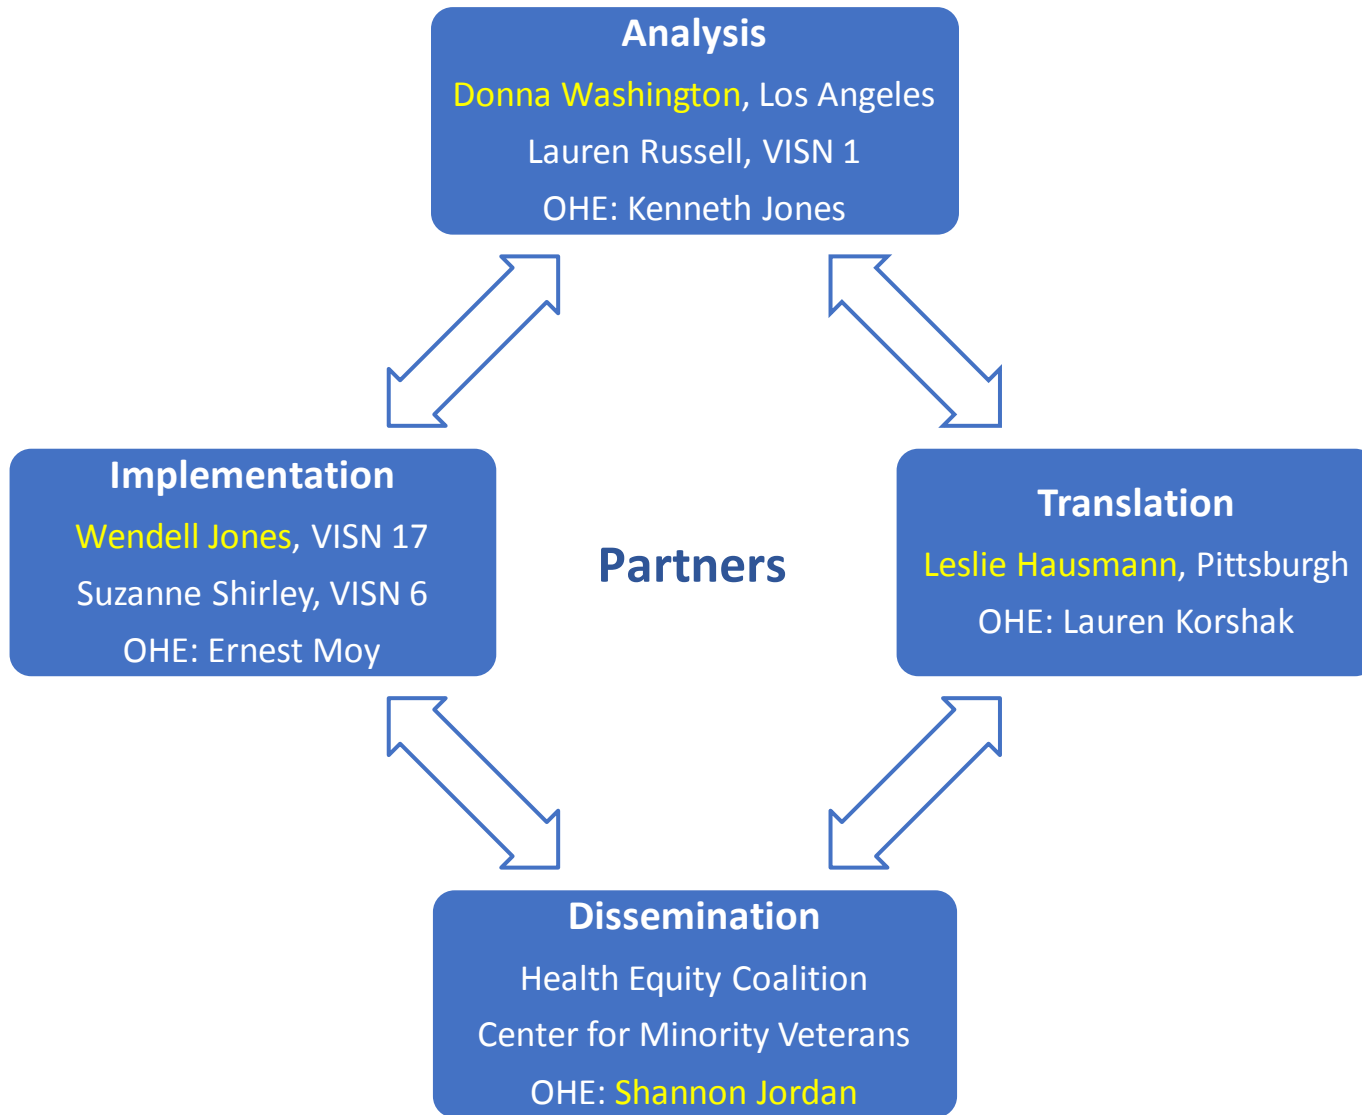 Analysis
Donna Washington, Los Angeles
Lauren Russell, VISN 1
OHE: Kenneth Jones
Implementation
Wendell Jones, VISN 17
Suzanne Shirley, VISN 6
OHE: Ernest Moy
Partners
Translation
Leslie Hausmann, Pittsburgh
OHE: Lauren Korshak
Dissemination
Health Equity Coalition
Center for Minority Veterans
OHE: Shannon Jordan